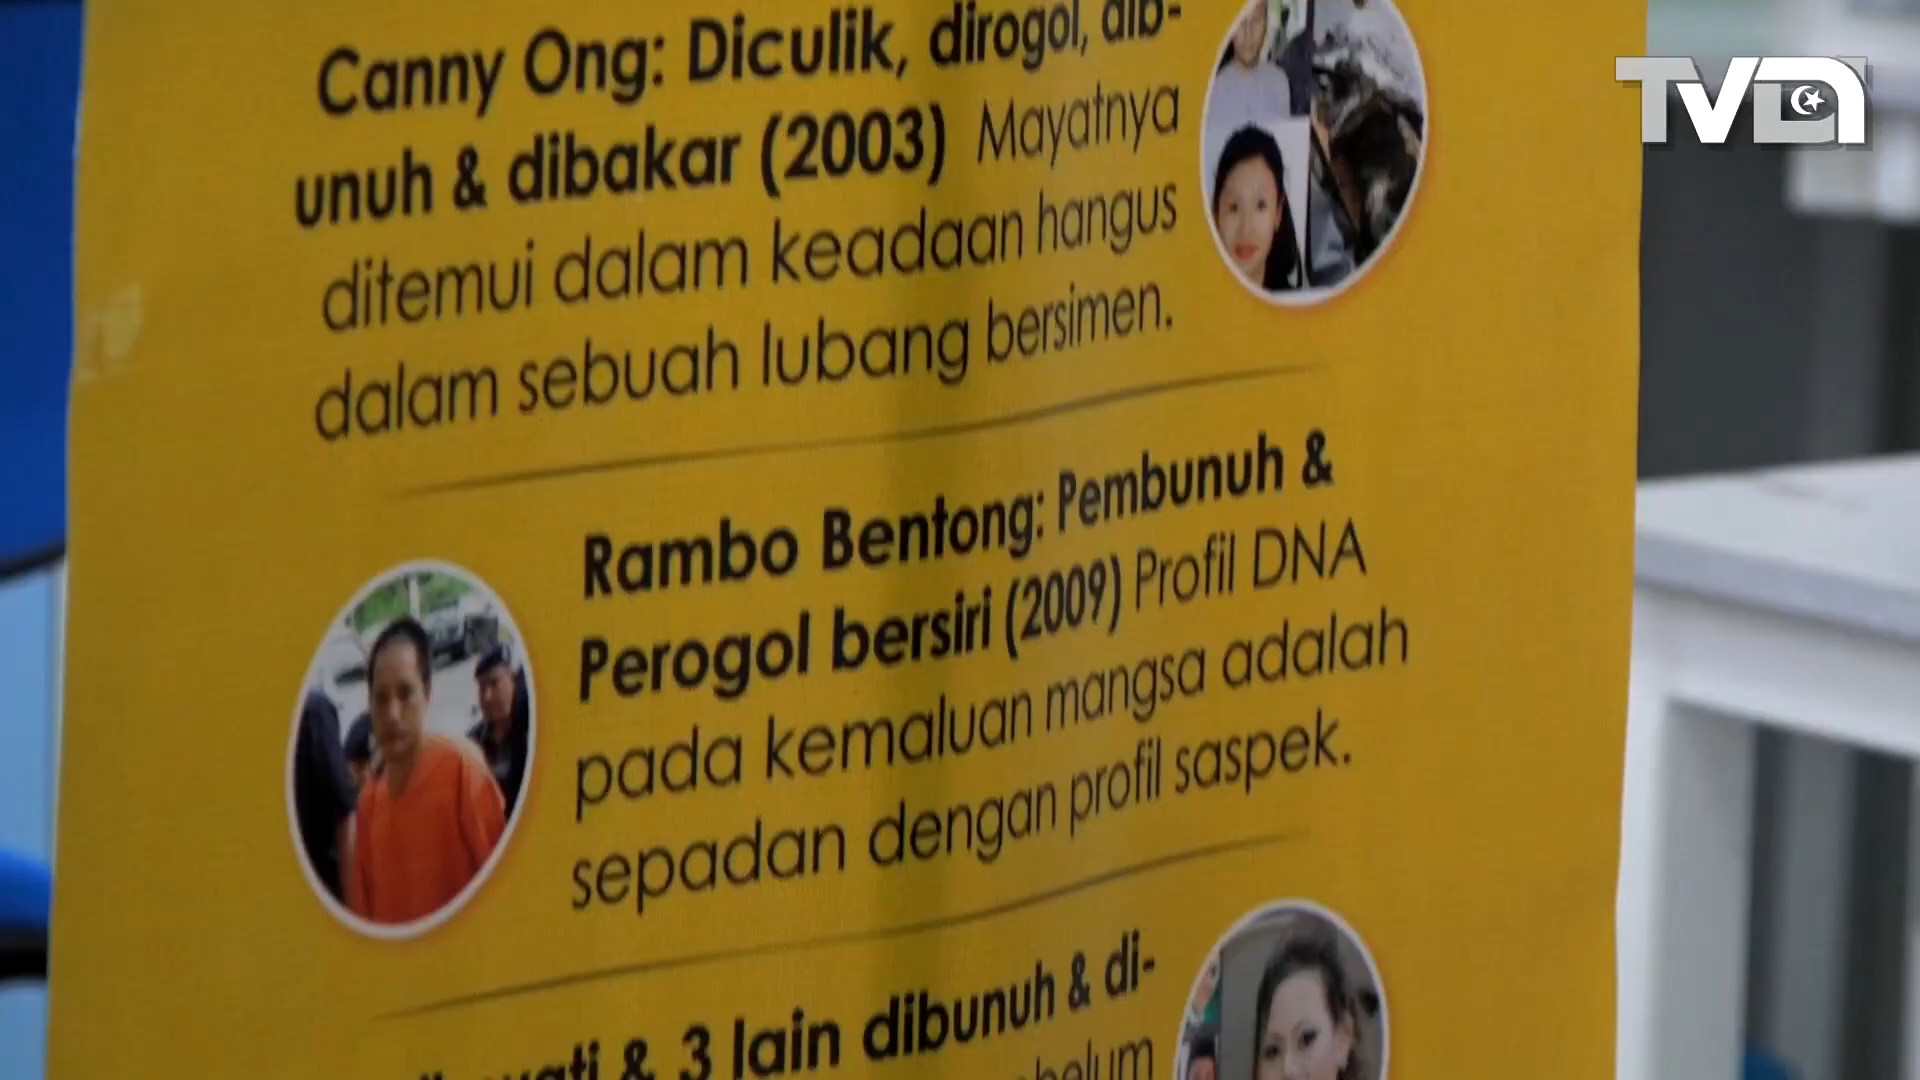 TVDN
Canny Ong: Diculik, dirogol, dib-
unuh & dibakar (2003) Mayatnya
ditemui dalam keadaan hangus
dalam sebuah lubang bersimen.
Rambo Bentong: Pembunuh &
Perogol bersiri (2009) Profil DNA
pada kemaluan mangsa adalah
sepadan dengan profil saspek.
& 3 lain dibunuh & di-